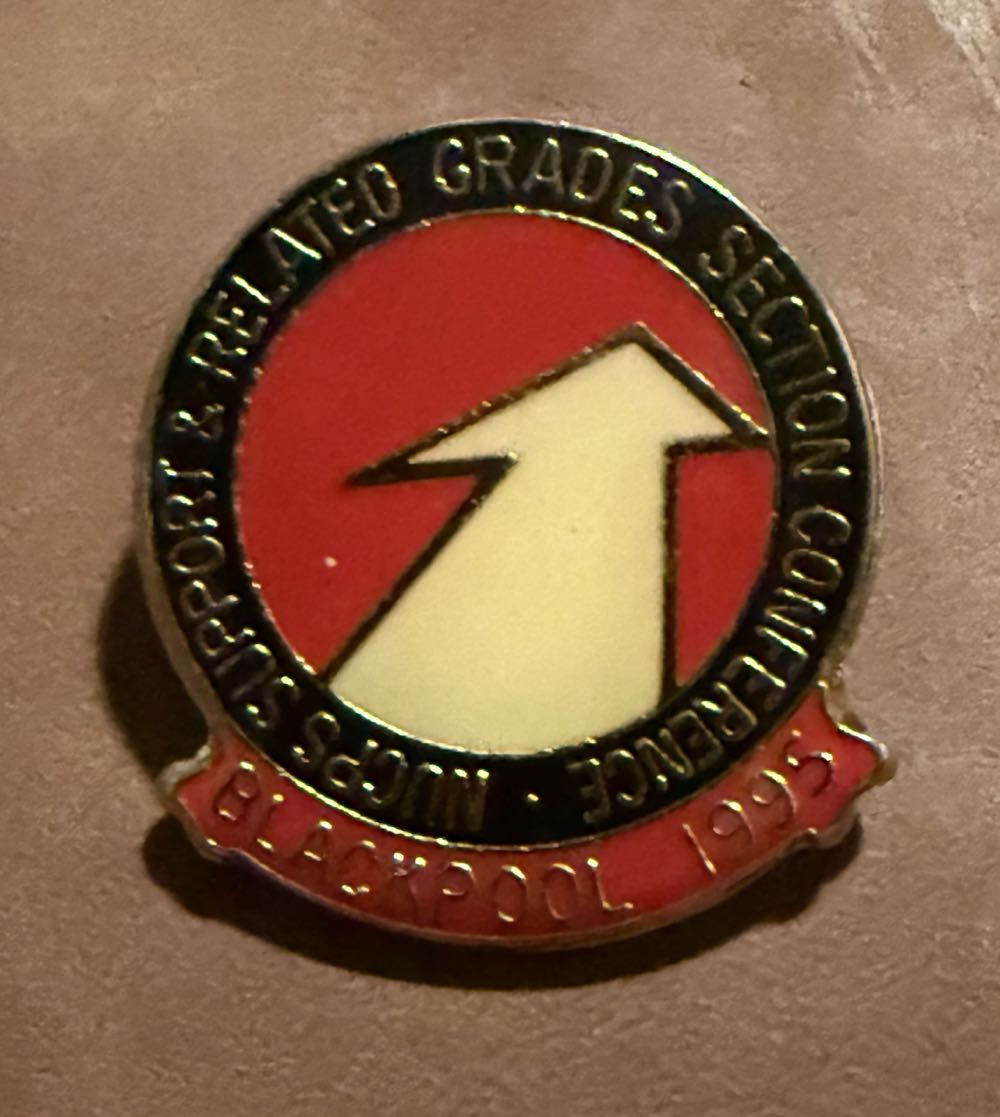 NUCPS SUPPORT & RELATED GRADES SECTION CONFERENCE ·
BLACKPOOL 1995